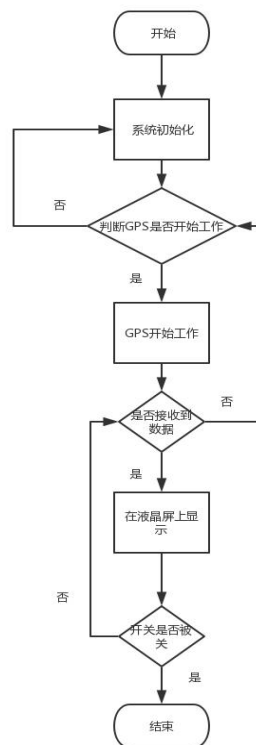 开始
系统初始化
否
判断GPS是否开始工作
是
GPS开始工作
是否接收到
数据
否
是
在液晶屏上显
示
否
开关是否被
关
是
结束